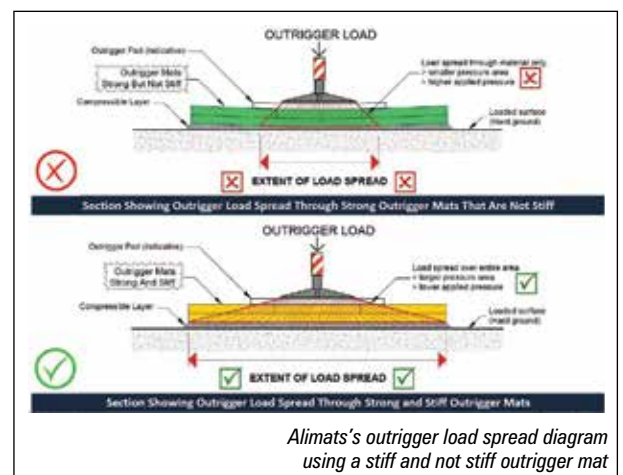 OUTRIGGER LOAD
Outrigger Pad (indicative)
Outrigger Mats
Strong But Not Stiff
Compressible Layer
Load spread through material only
> smaller pressure area
> higher applied pressure
Loaded surface
(Hard ground)
EXTENT OF LOAD SPREAD
Section Showing Outrigger Load Spread Through Strong Outrigger Mats That Are Not Stiff
OUTRIGGER LOAD
Outrigger Pad (indicative)
Outrigger Mats
Strong And Stiff
Compressible Layer
Load spread over entire area
> larger pressure area
> lower applied pressure
Loaded surface
(Hard ground)
EXTENT OF LOAD SPREAD
Section Showing Outrigger Load Spread Through Strong and Stiff Outrigger Mats
Alimats's outrigger load spread diagram
using a stiff and not stiff outrigger mat